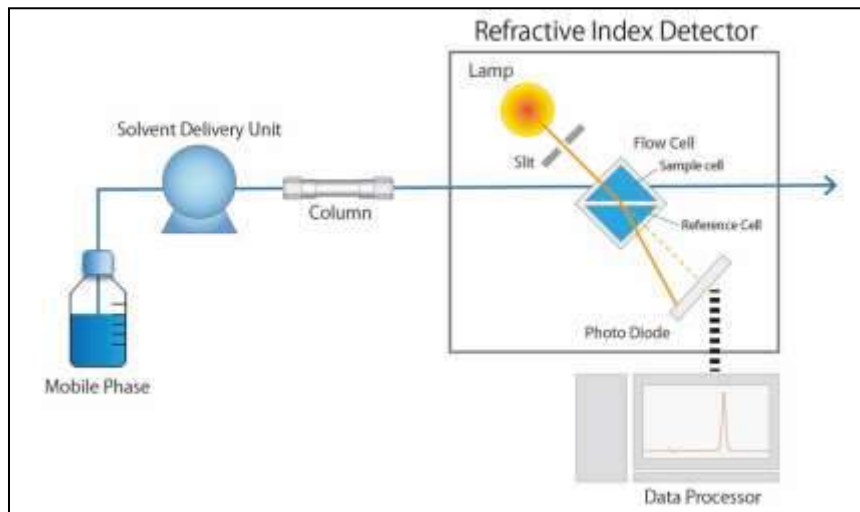 Refractive Index Detector
Lamp
Solvent Delivery Unit
Flow Cell
Sample cell
Slit
Column
Reference Cell
Photo Diode
Mobile Phase
Data Processor